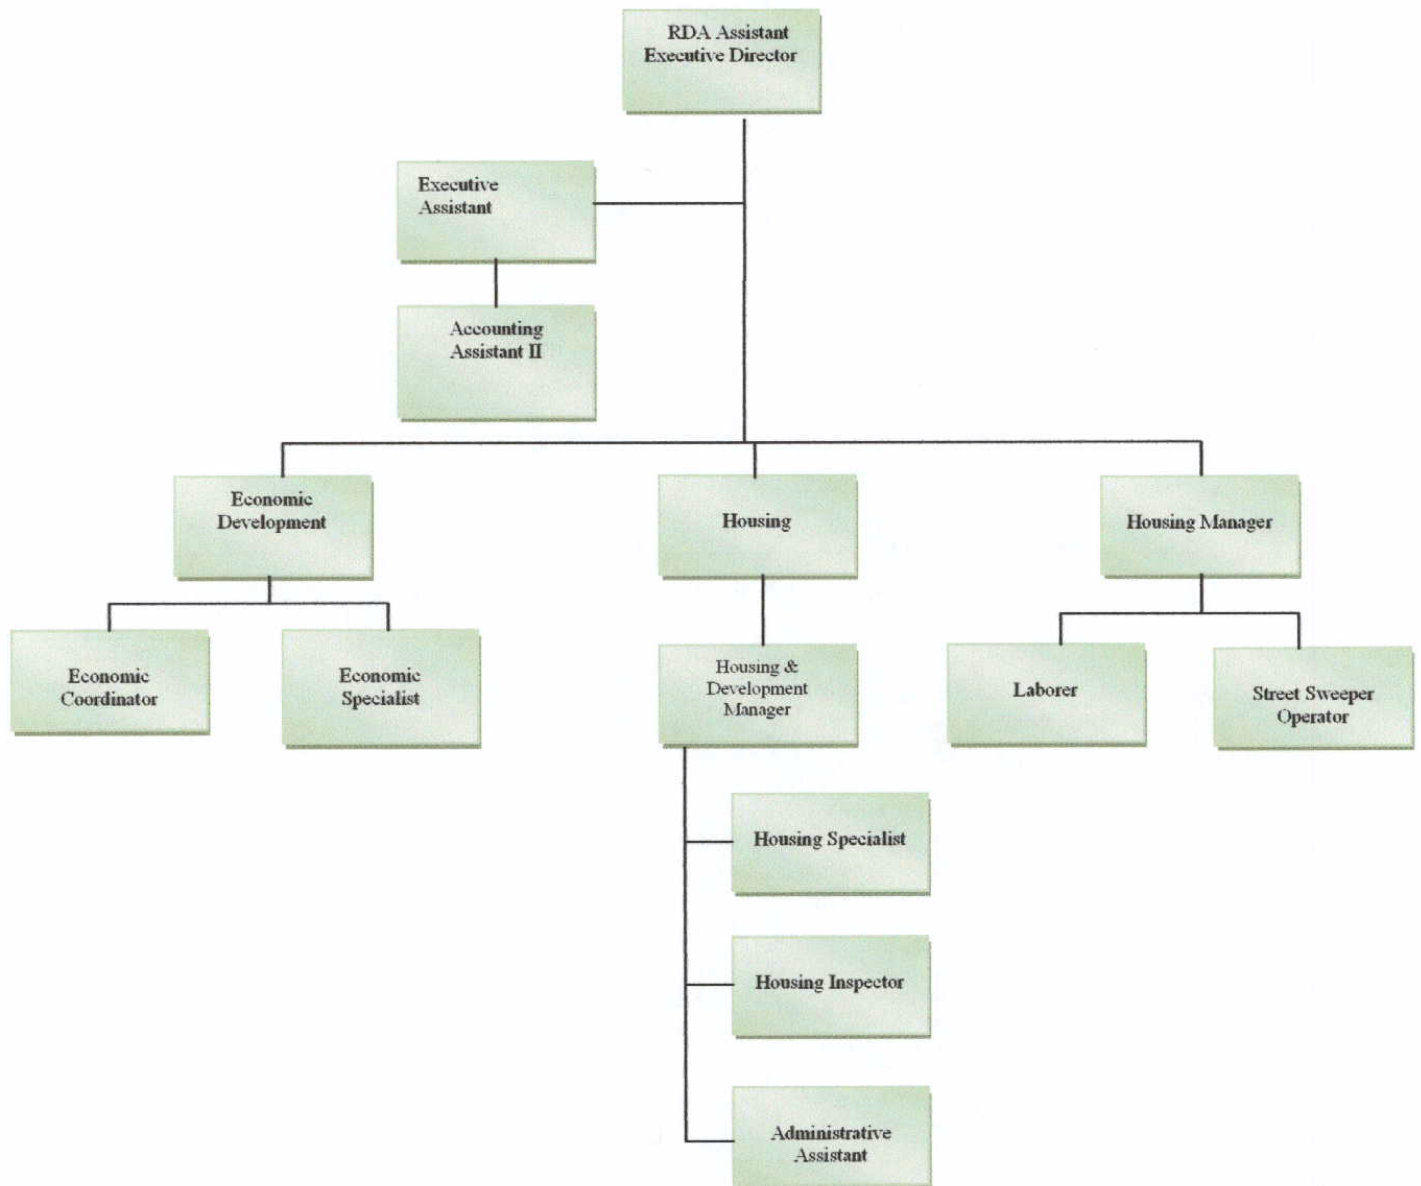 RDA Assistant
Executive Director
Executive
Assistant
Accounting
Assistant II
Economic
Development
Housing
Housing Manager
Economic
Coordinator
Economic
Specialist
Housing &
Development
Manager
Laborer
Street Sweeper
Operator
Housing Specialist
Housing Inspector
Administrative
Assistant